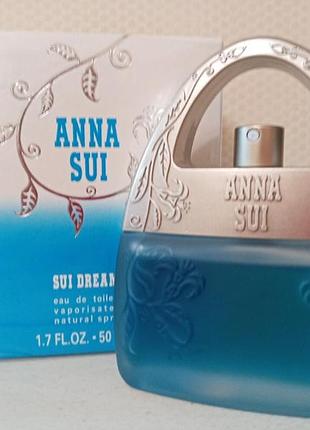 ANNA
SUI
SUI DREAM
eau de toile
vaporisate
natural spr
1.7 FL.OZ. - 50
ANNA
SUI